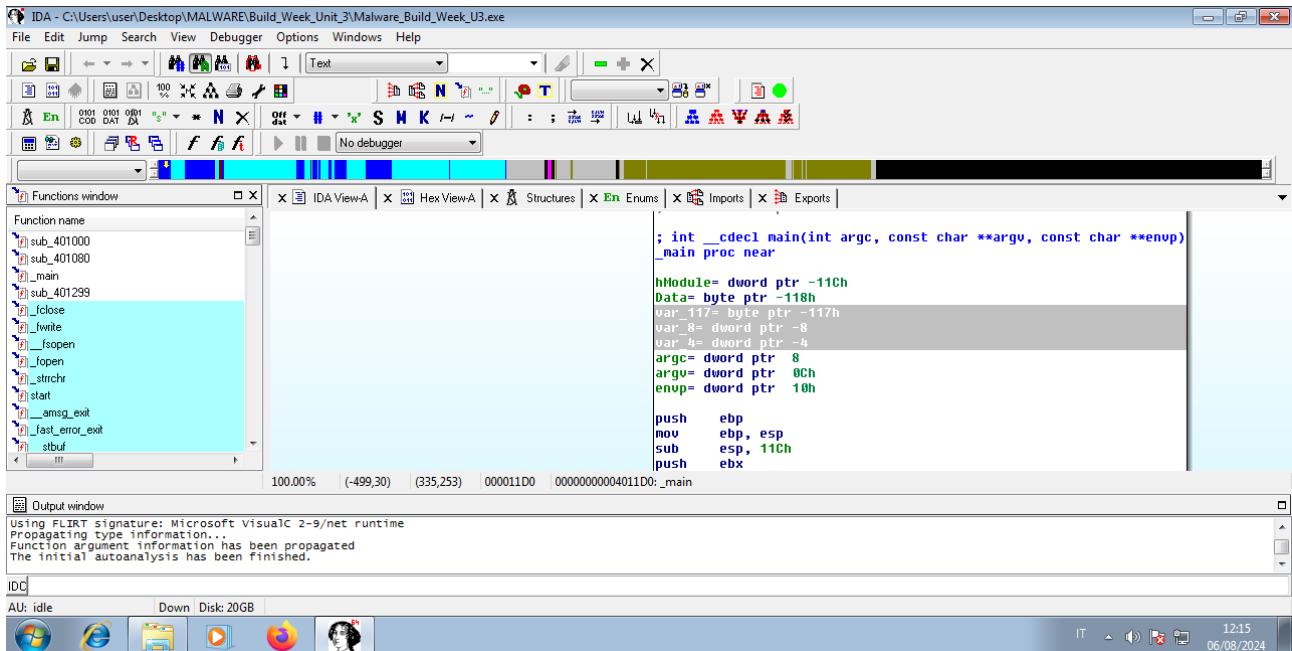 IDA - C:\Users\user\Desktop\MALWARE\Build_Week_Unit_3\Malware_Build_Week_U3.exe
File Edit Jump Search View Debugger Options Windows Help
Text
En
No debugger
Functions window
IDA View-A
Hex View-A
Structures
En Enums
Imports
Exports
Function name
sub_401000
sub_401080
_main
sub_401299
_fclose
_fwrite
__fsopen
_fopen
_strrchr
start
__amsg_exit
_fast_error_exit
__stbuf
; int __cdecl main(int argc, const char **argv, const char **envp)
_main proc near
hModule= dword ptr -11Ch
Data= byte ptr -118h
var_117= byte ptr -117h
var_8= dword ptr -8
var_4= dword ptr -4
argc= dword ptr 8
argv= dword ptr 0Ch
envp= dword ptr 10h
push ebp
mov ebp, esp
sub esp, 11Ch
push ebx
100.00% (-499,30) (335,253) 000011D0 00000000004011D0: _main
Output window
Using FLIRT signature: Microsoft VisualC 2-9/net runtime
Propagating type information...
Function argument information has been propagated
The initial autoanalysis has been finished.
IDC
AU: idle Down Disk: 20GB
IT
12:15
06/08/2024